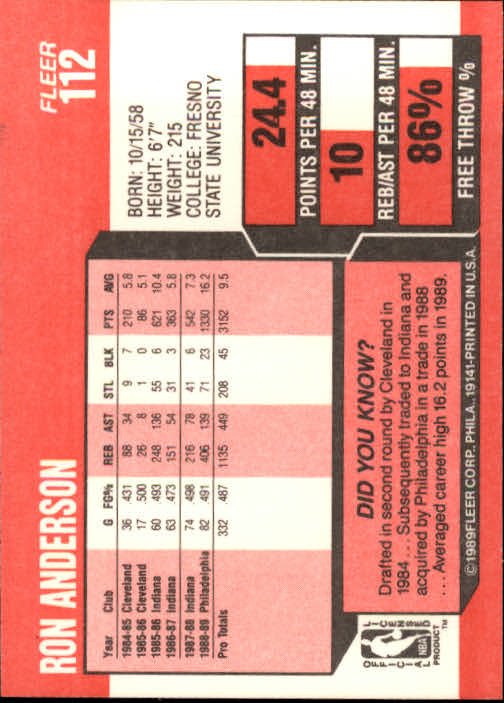 RON ANDERSON
FLEER
112
Year Club G FG% REB AST STL BLK PTS AVG
1984-85 Cleveland 36 .431 88 34 9 7 210 5.8
1985-86 Cleveland 17 .500 26 8 1 0 86 5.1
1985-86 Indiana 60 .493 248 136 55 6 621 10.4
1986-87 Indiana 63 .473 151 54 31 3 363 5.8
1987-88 Indiana 74 .498 216 78 41 6 542 7.3
1988-89 Philadelphia 82 .491 406 139 71 23 1330 16.2
Pro Totals 332 .487 1135 449 208 45 3152 9.5
BORN: 10/15/58
HEIGHT: 6'7"
WEIGHT: 215
COLLEGE: FRESNO
STATE UNIVERSITY
24.4
POINTS PER 48 MIN.
10
REB/AST PER 48 MIN.
86%
FREE THROW %
DID YOU KNOW?
Drafted in second round by Cleveland in
1984 ... Subsequently traded to Indiana and
acquired by Philadelphia in a trade in 1988
... Averaged career high 16.2 points in 1989.
OFFICIAL LICENSED
NBA
PRODUCT™
©1989 FLEER CORP., PHILA., 19141-PRINTED IN U.S.A.